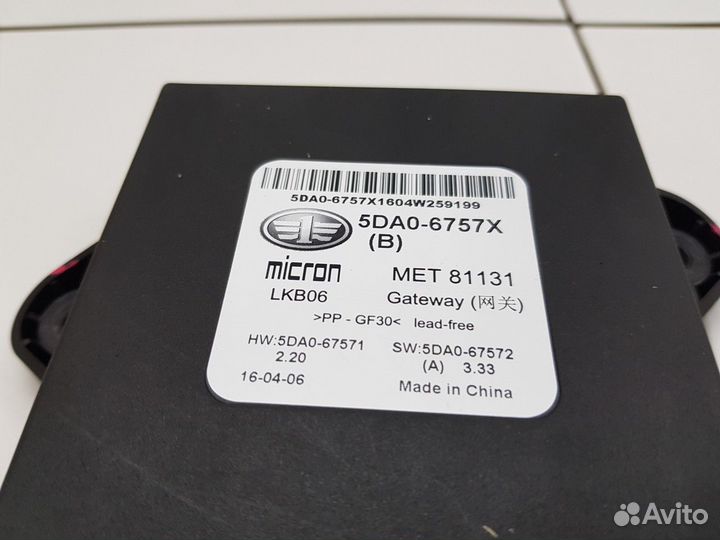 5DA0-6757X1604W259199
1
5DA0-6757X
(B)
micron
MET 81131
LKB06
Gateway (网关)
>PP - GF30< lead-free
HW:5DA0-67571
2.20
SW:5DA0-67572
(A) 3.33
16-04-06
Made in China
Avito